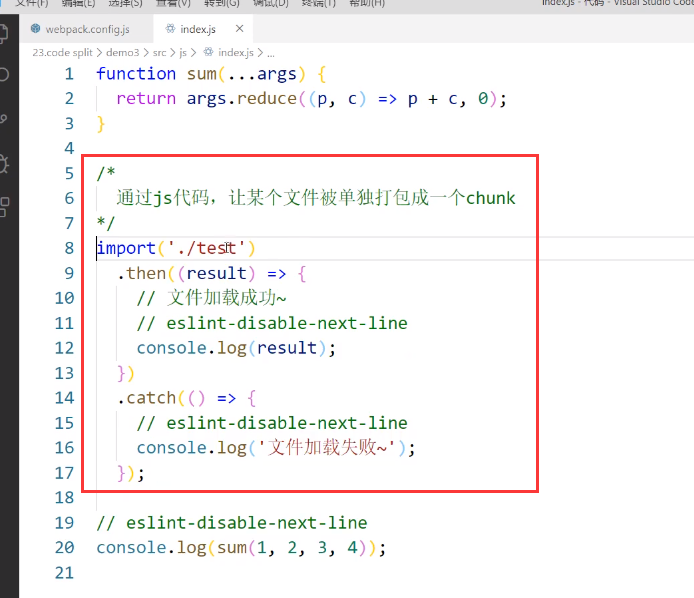 文件(F) 编辑(E) 选择(S) 查看(V) 转到(G) 调试(D) 终端(T) 帮助(H) index.js - 代码 - Visual Studio Code
webpack.config.js index.js ×
23.code split > demo3 > src > js > index.js > ...
1 function sum(...args) {
2 return args.reduce((p, c) => p + c, 0);
3 }
4
5 /*
6 通过js代码，让某个文件被单独打包成一个chunk
7 */
8 import('./test')
9 .then((result) => {
10 // 文件加载成功~
11 // eslint-disable-next-line
12 console.log(result);
13 })
14 .catch(() => {
15 // eslint-disable-next-line
16 console.log('文件加载失败~');
17 });
18
19 // eslint-disable-next-line
20 console.log(sum(1, 2, 3, 4));
21